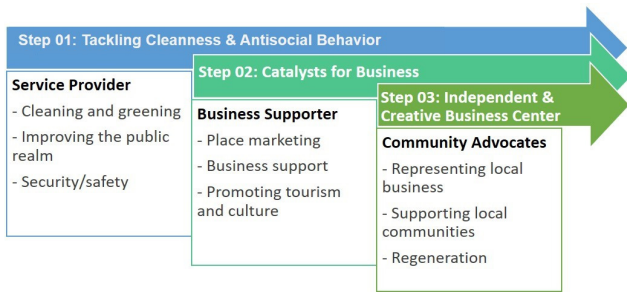 Step 01: Tackling Cleanness & Antisocial Behavior
Service Provider
- Cleaning and greening
- Improving the public
realm
- Security/safety
Step 02: Catalysts for Business
Business Supporter
- Place marketing
- Business support
- Promoting tourism
and culture
Step 03: Independent &
Creative Business Center
Community Advocates
- Representing local
business
- Supporting local
communities
- Regeneration